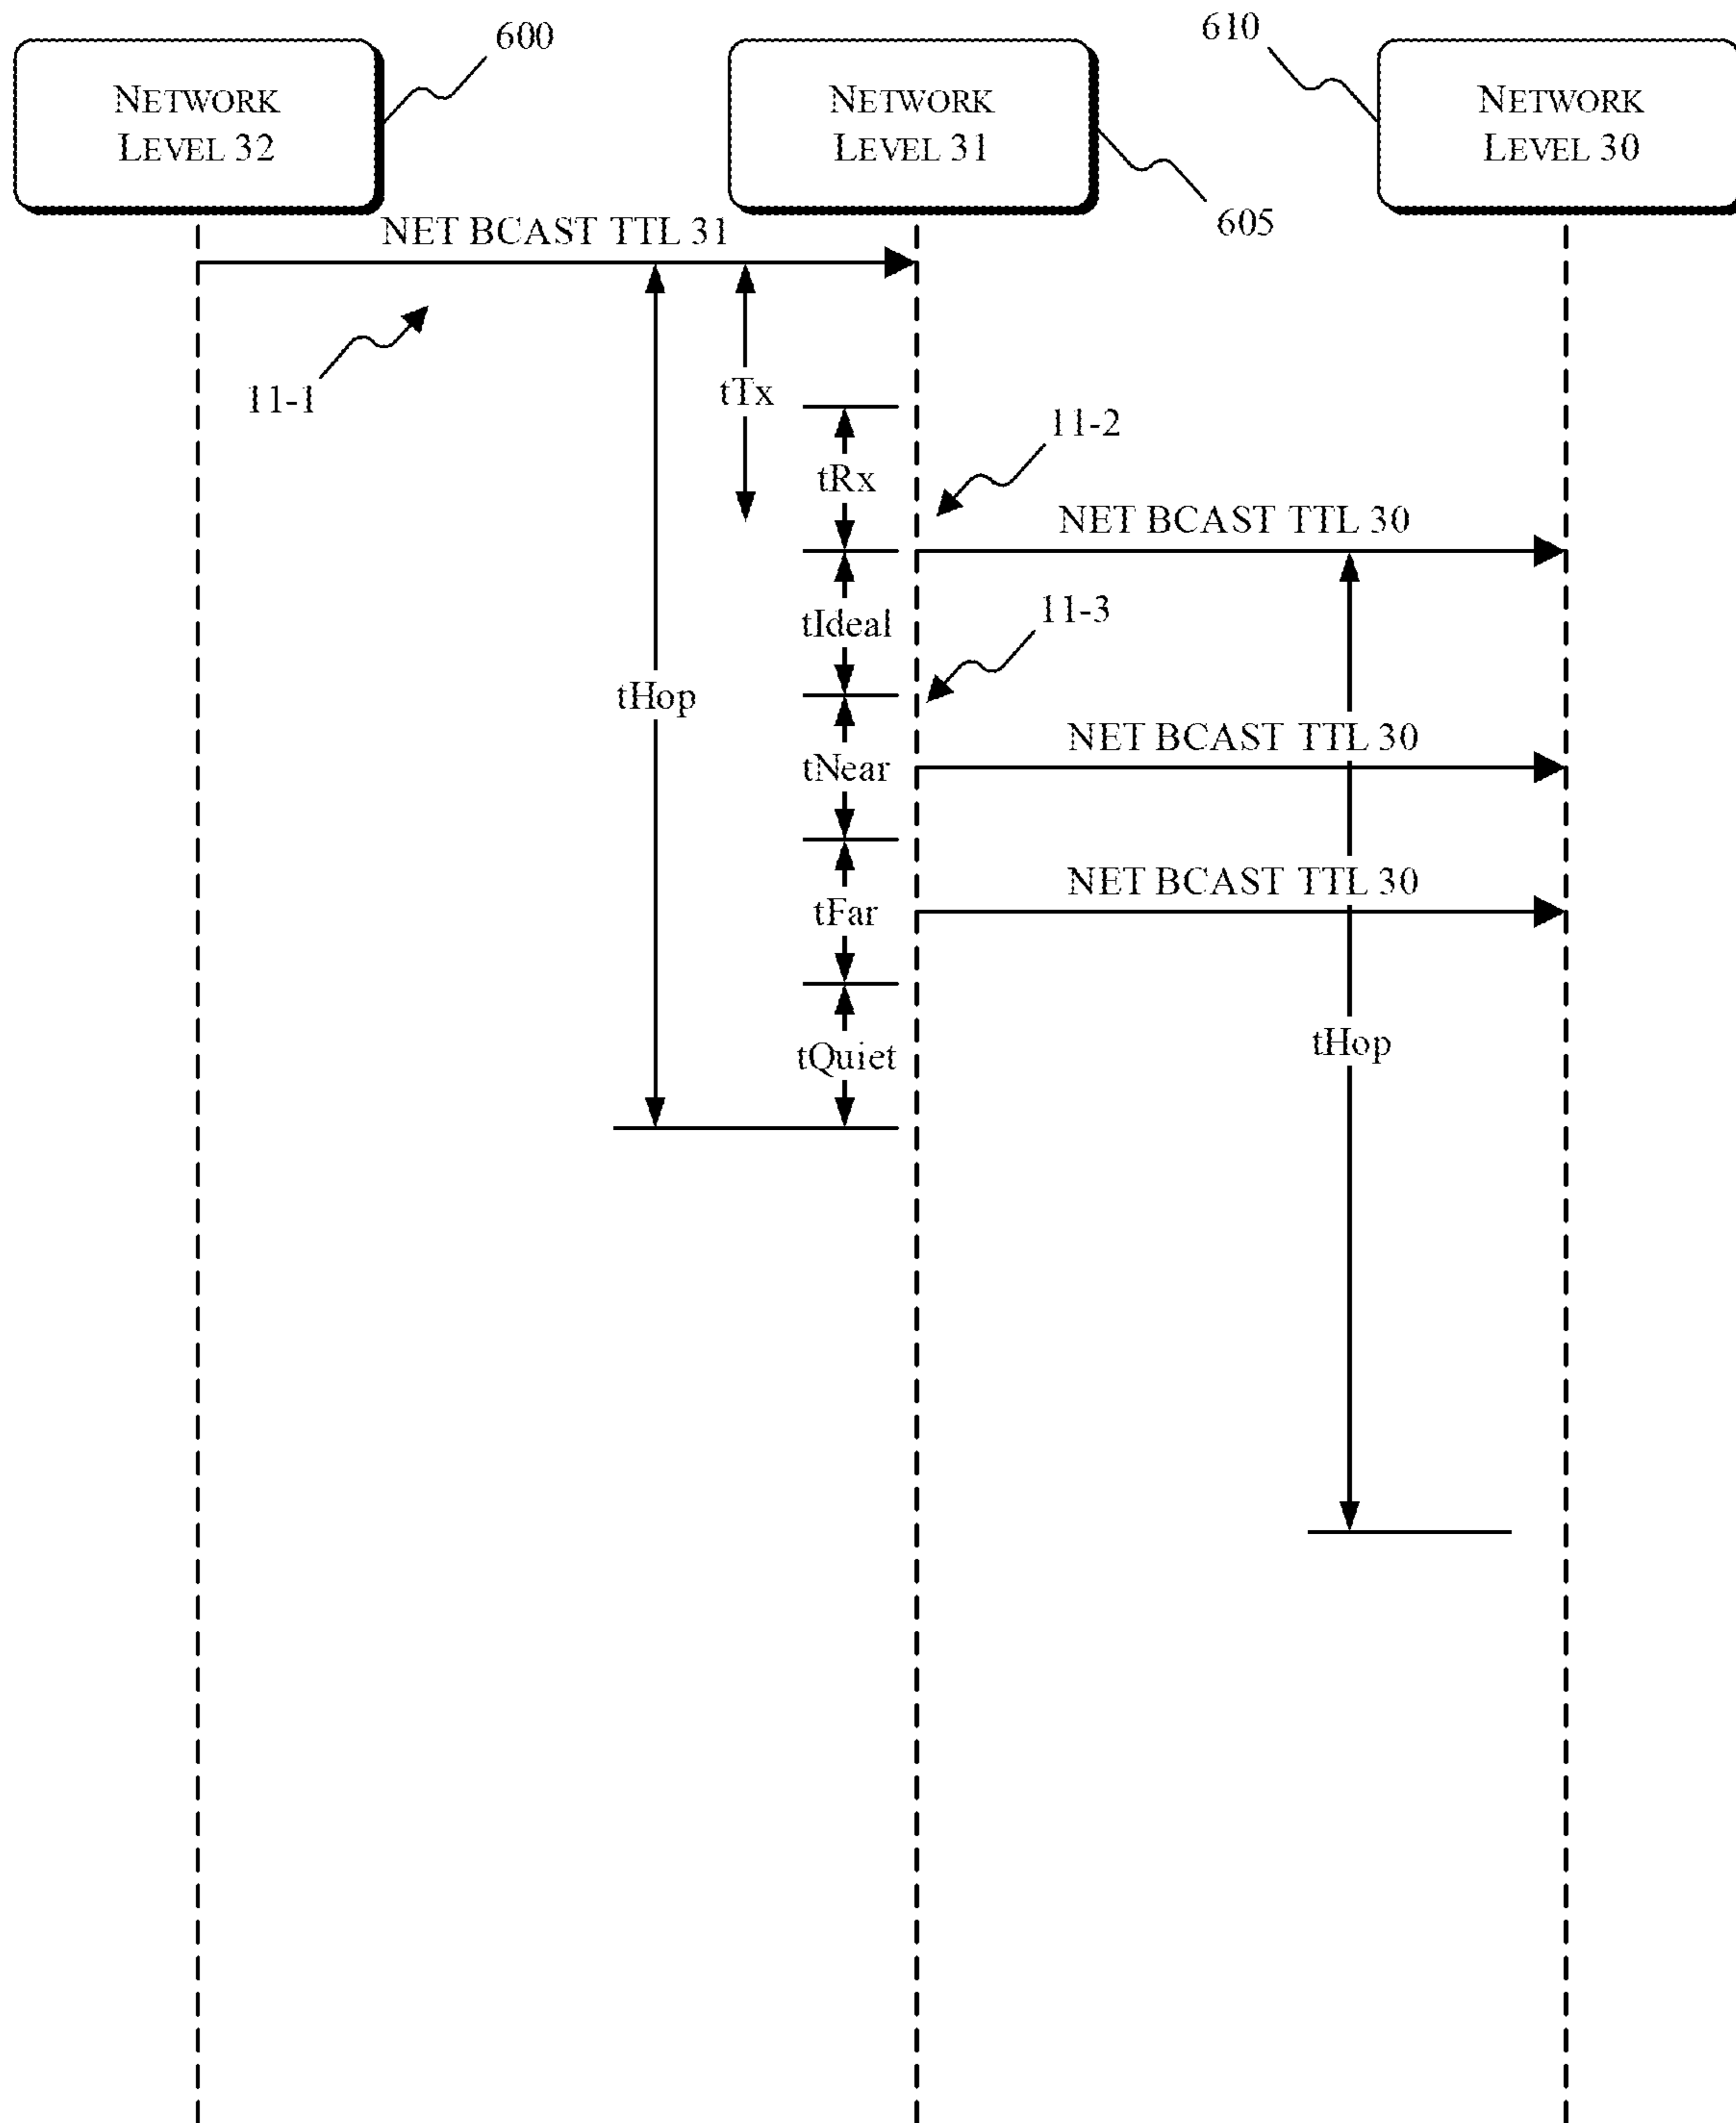 600
610
NETWORK
LEVEL 32
NETWORK
LEVEL 31
NETWORK
LEVEL 30
605
NET BCAST TTL 31
11-1
tTx
11-2
tRx
NET BCAST TTL 30
11-3
tIdeal
tHop
NET BCAST TTL 30
tNear
NET BCAST TTL 30
tFar
tHop
tQuiet